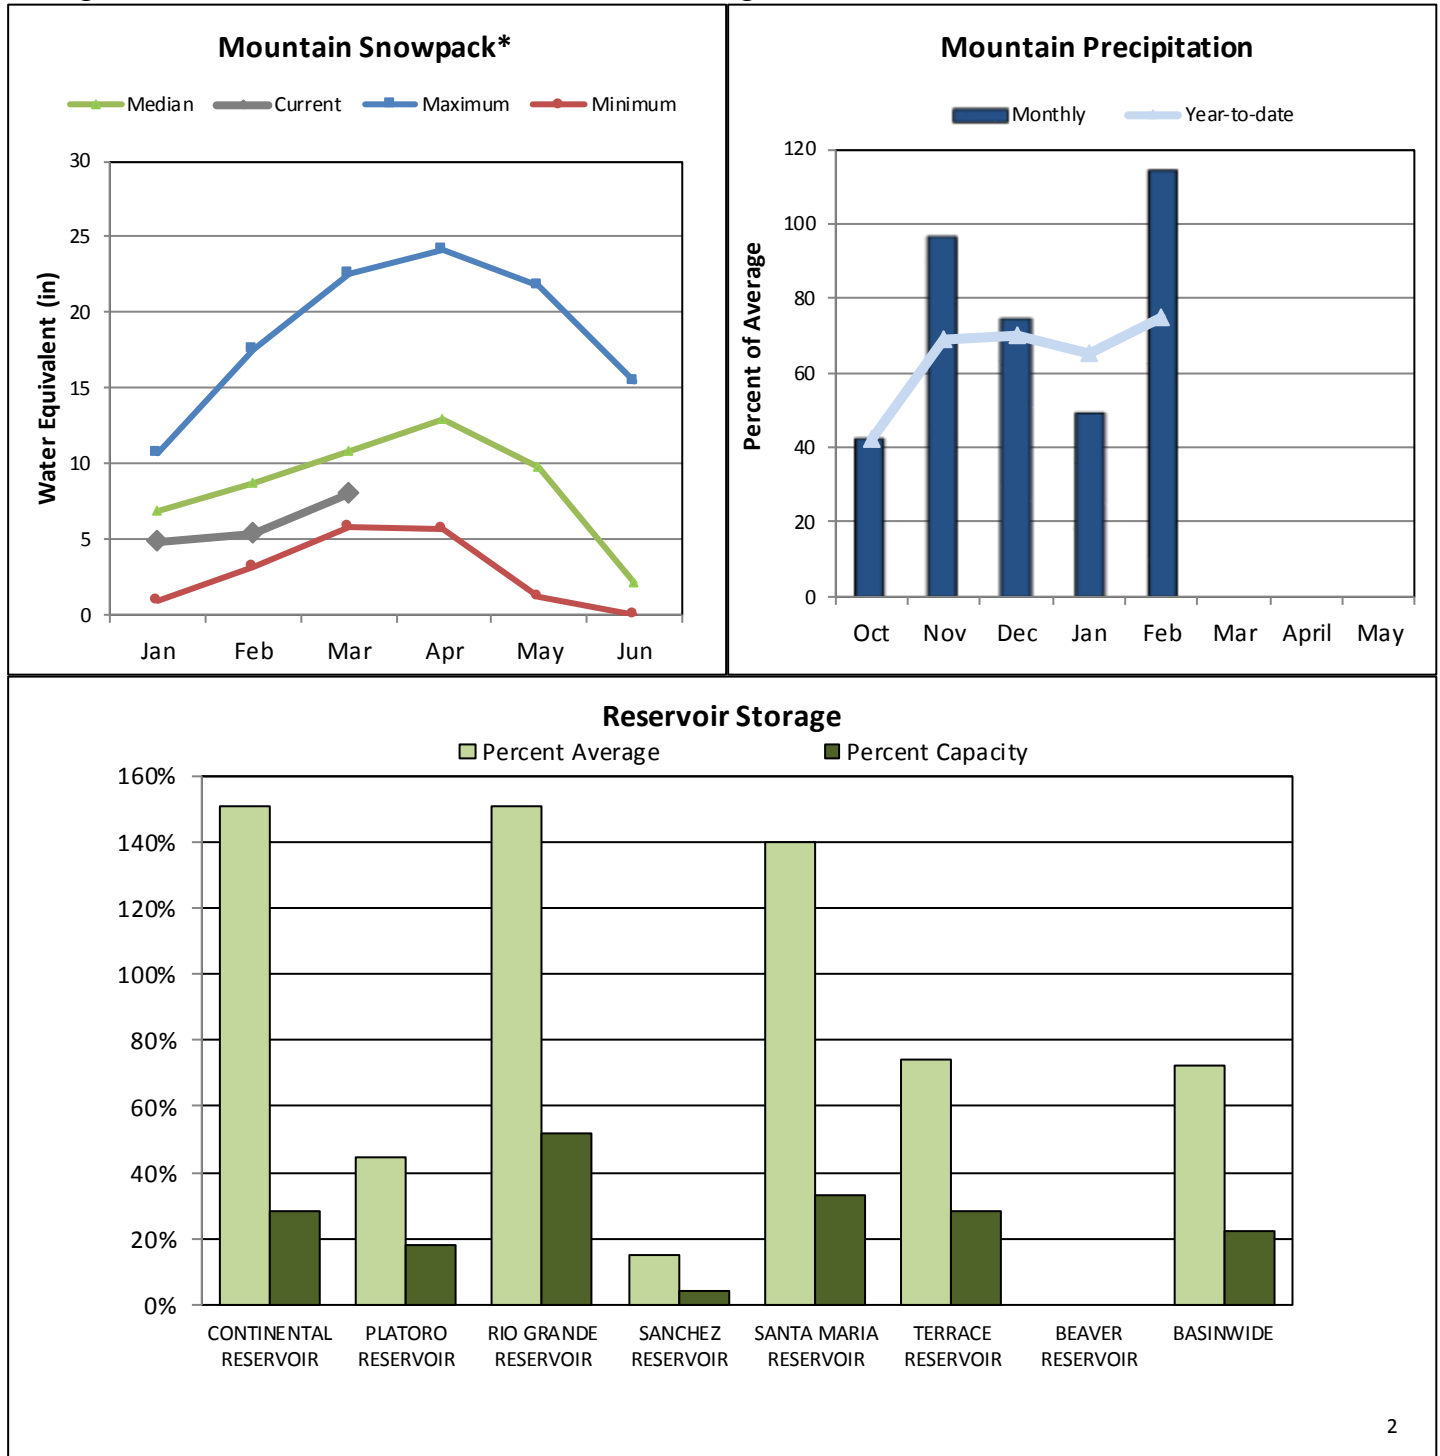 Mountain Snowpack*
Median Current Maximum Minimum
30
25
20
15
10
5
0
Water Equivalent (in)
Jan Feb Mar Apr May Jun
Mountain Precipitation
Monthly Year-to-date
120
100
80
60
40
20
0
Percent of Average
Oct Nov Dec Jan Feb Mar April May
Reservoir Storage
Percent Average Percent Capacity
160%
140%
120%
100%
80%
60%
40%
20%
0%
CONTINENTAL RESERVOIR
PLATORO RESERVOIR
RIO GRANDE RESERVOIR
SANCHEZ RESERVOIR
SANTA MARIA RESERVOIR
TERRACE RESERVOIR
BEAVER RESERVOIR
BASINWIDE
2